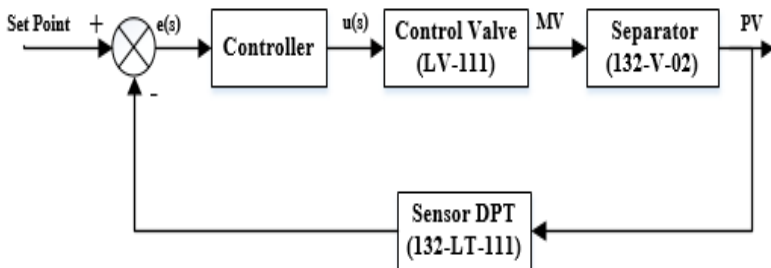 Set Point
+
e(s)
-
Controller
u(s)
Control Valve
(LV-111)
MV
Separator
(132-V-02)
PV
Sensor DPT
(132-LT-111)